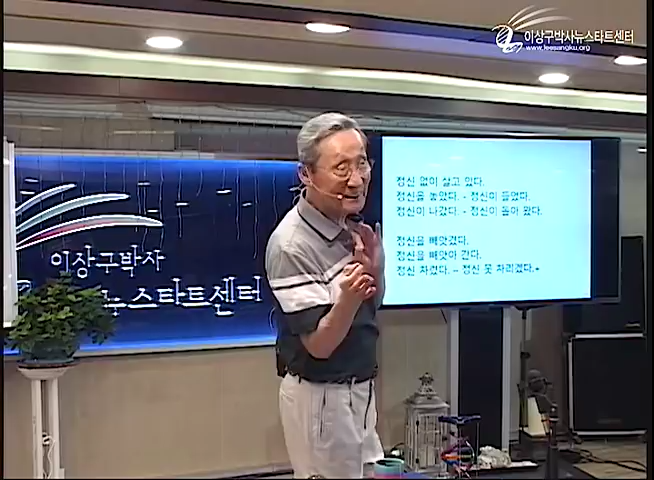 이상구박사뉴스타트센터
www.leesangku.org
정신 없이 살고 있다.
정신을 놓았다. - 정신이 들었다.
정신이 나갔다. - 정신이 돌아 왔다.
정신을 빼앗겼다.
정신을 빼앗아 간다.
정신 차렸다. - 정신 못 차리겠다.
이상구박사
뉴스타트센터